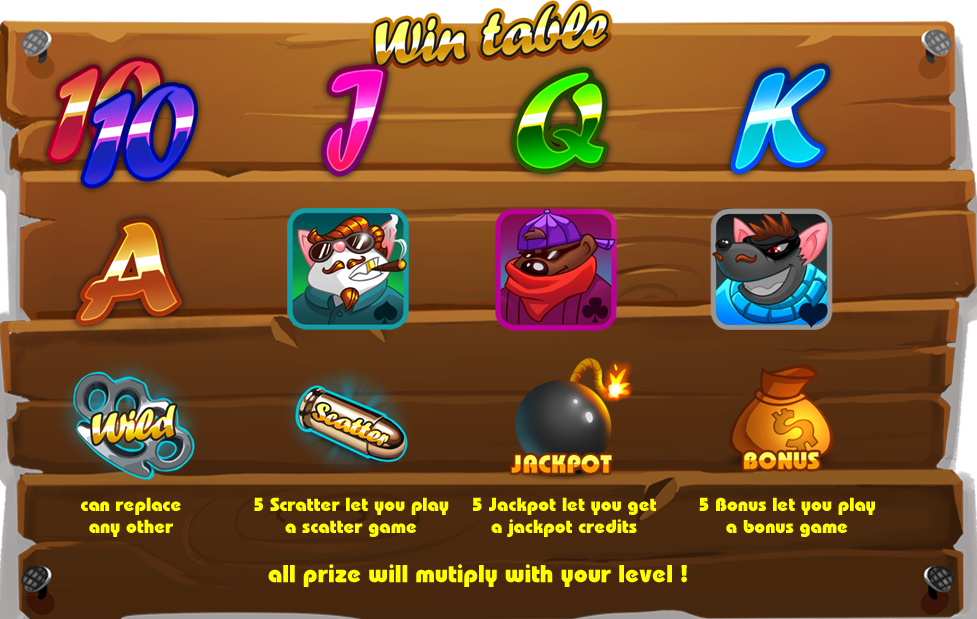 Win table
10 10 J Q K
A
Wild Scatter JACKPOT BONUS
can replace 5 Scratter let you play 5 Jackpot let you get 5 Bonus let you play
any other a scatter game a jackpot credits a bonus game
all prize will mutiply with your level !